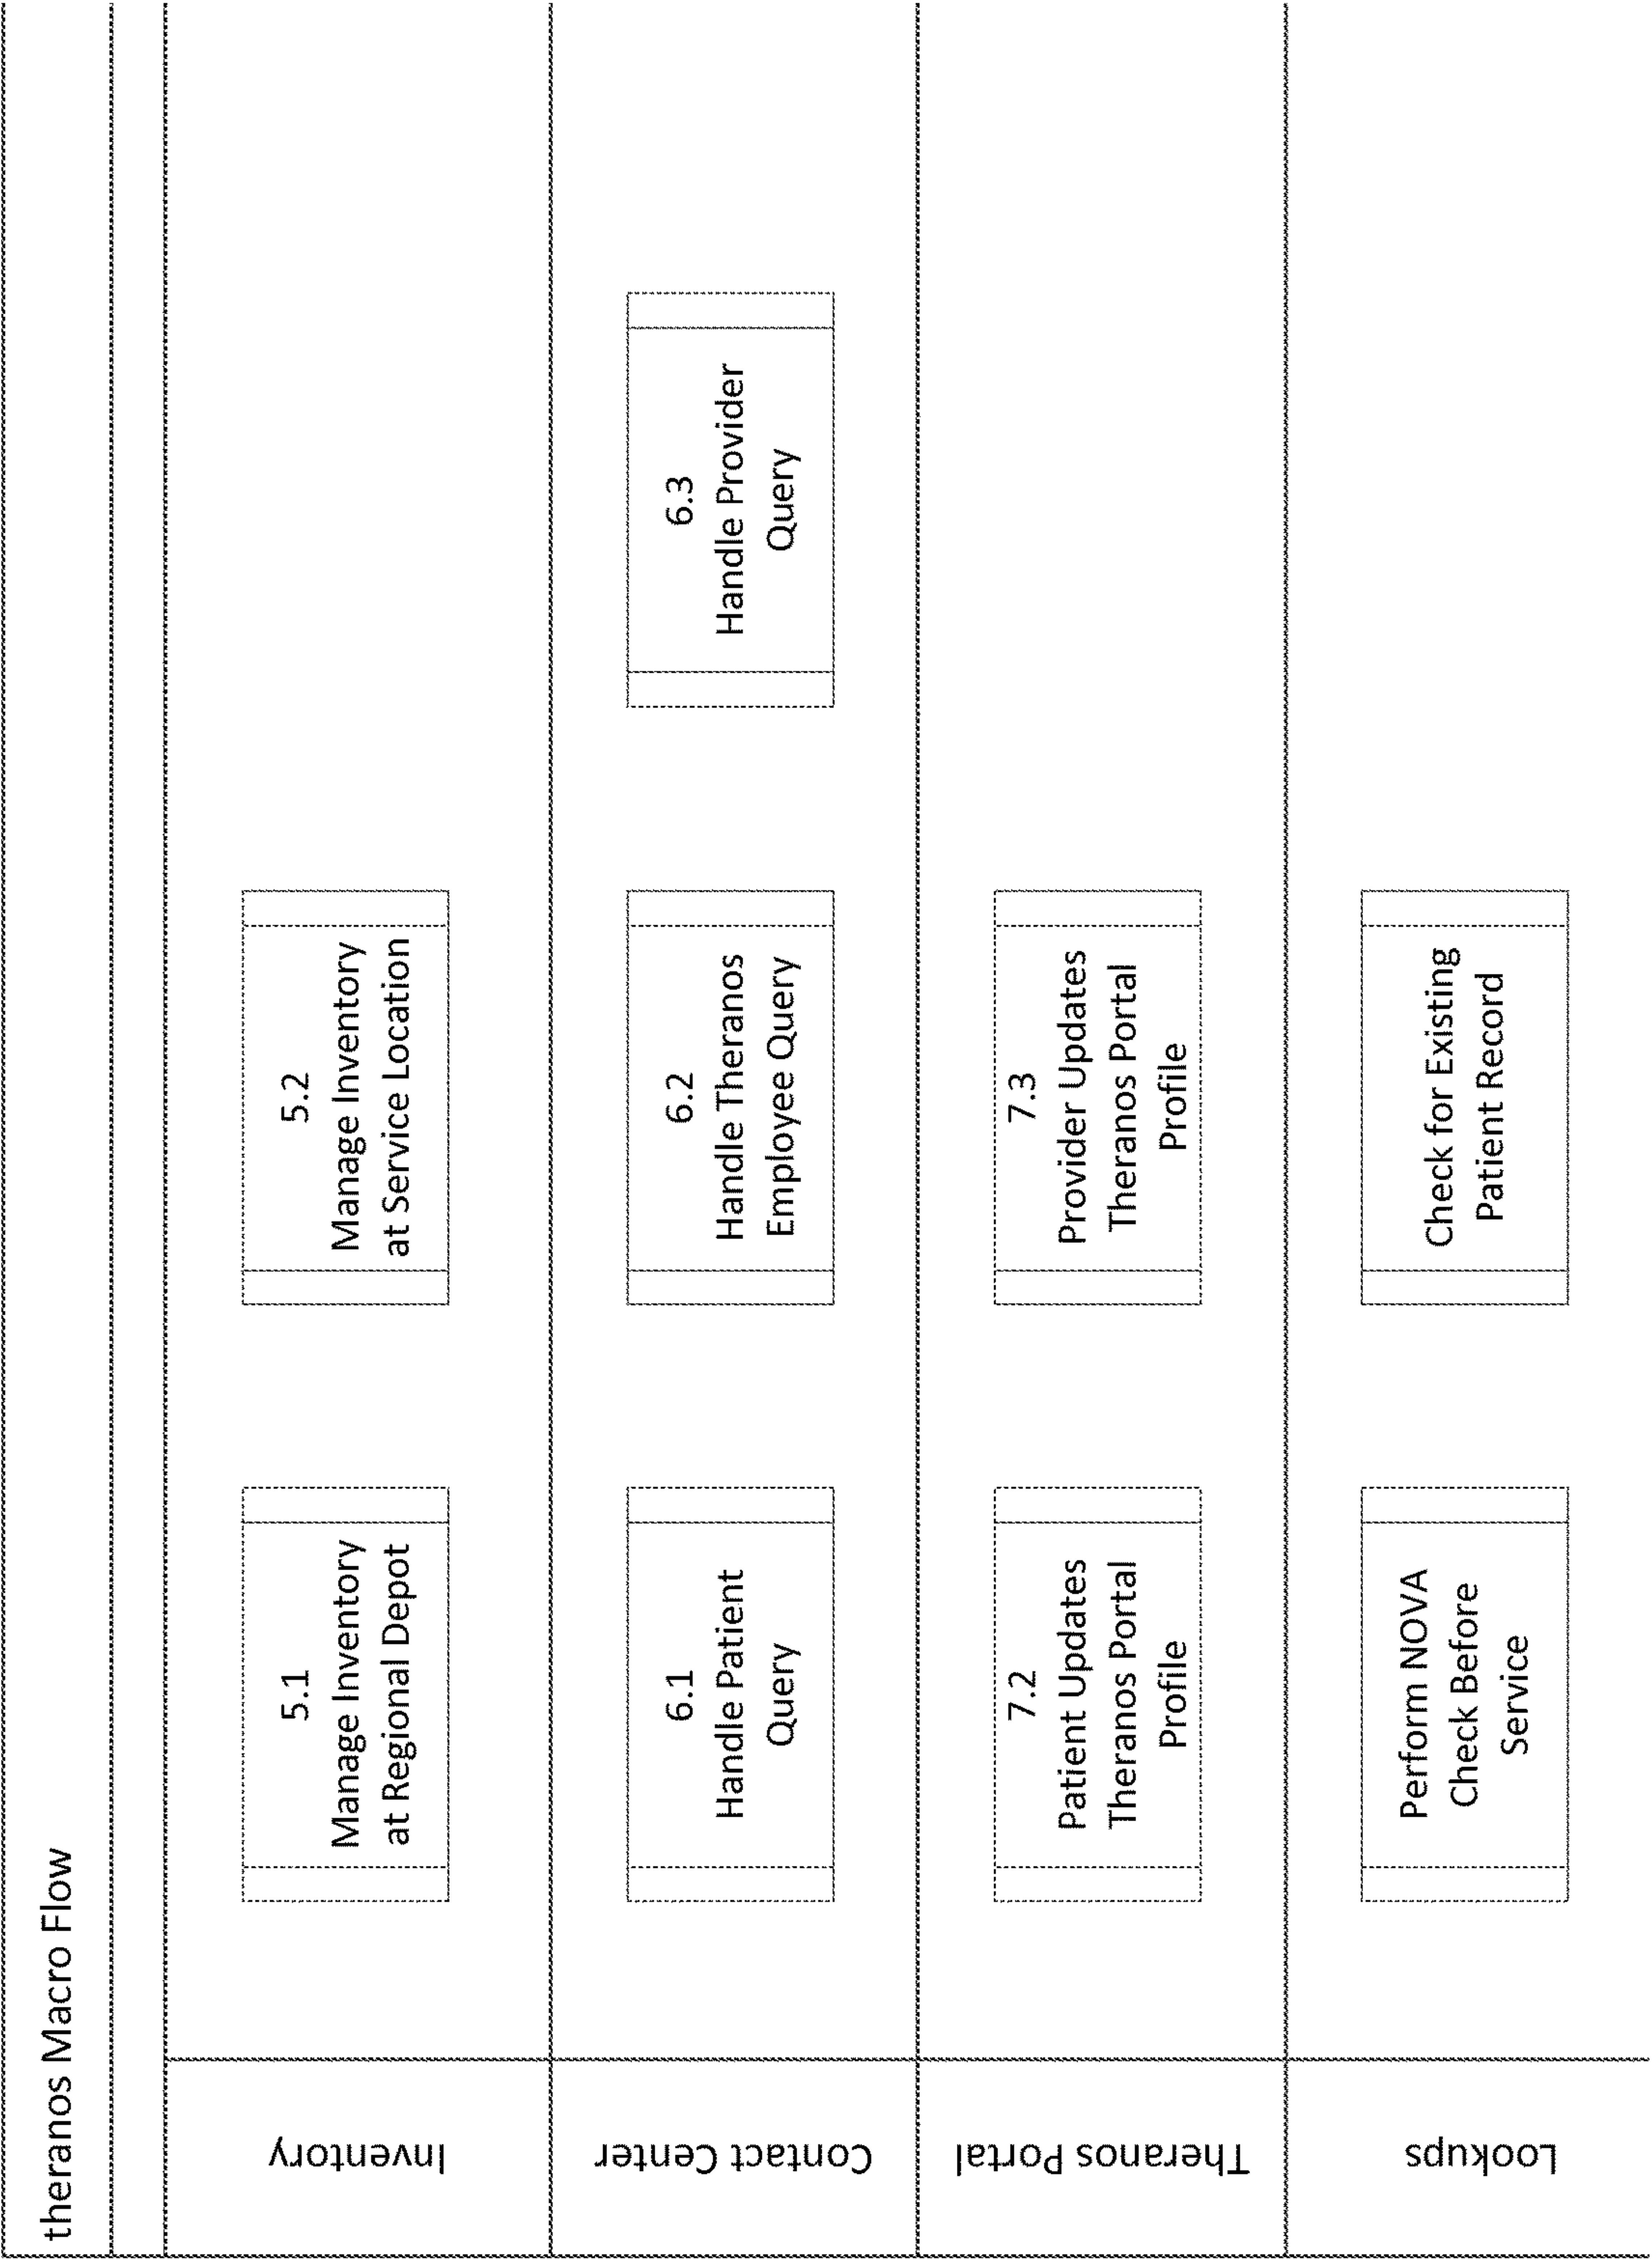 theranos Macro Flow
Inventory
5.1
Manage Inventory
at Regional Depot
5.2
Manage Inventory
at Service Location
Contact Center
6.1
Handle Patient
Query
6.2
Handle Theranos
Employee Query
6.3
Handle Provider
Query
Theranos Portal
7.2
Patient Updates
Theranos Portal
Profile
7.3
Provider Updates
Theranos Portal
Profile
Lookups
Perform NOVA
Check Before
Service
Check for Existing
Patient Record